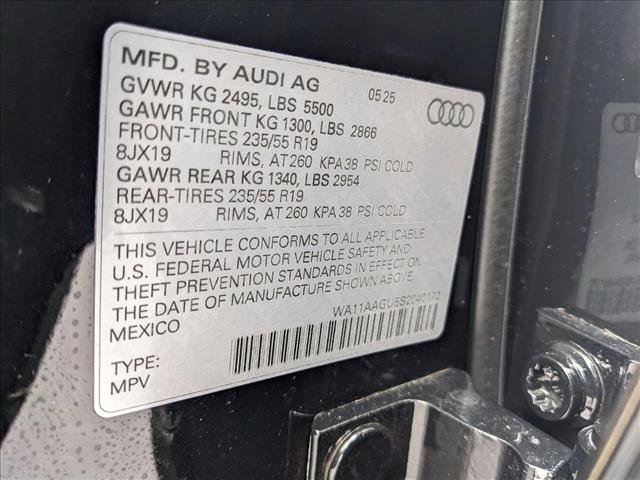 MFD. BY AUDI AG 05 25
GVWR KG 2495, LBS 5500
GAWR FRONT KG 1300, LBS 2866
FRONT-TIRES 235/55 R19
8JX19 RIMS, AT 260 KPA 38 PSI COLD
GAWR REAR KG 1340, LBS 2954
REAR-TIRES 235/55 R19
8JX19 RIMS, AT 260 KPA 38 PSI COLD
THIS VEHICLE CONFORMS TO ALL APPLICABLE
U.S. FEDERAL MOTOR VEHICLE SAFETY AND
THEFT PREVENTION STANDARDS IN EFFECT ON
THE DATE OF MANUFACTURE SHOWN ABOVE.
MEXICO
WA11AAGU5S2040172
TYPE:
MPV